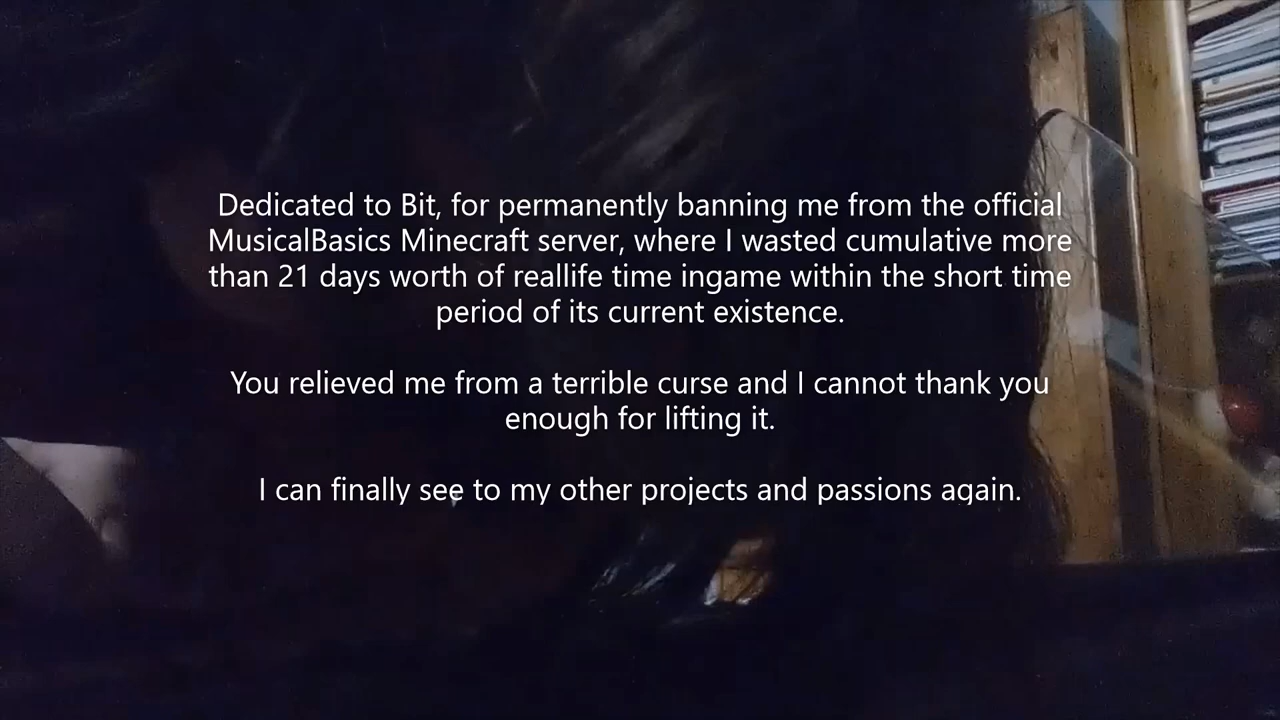 Dedicated to Bit, for permanently banning me from the official
MusicalBasics Minecraft server, where I wasted cumulative more
than 21 days worth of reallife time ingame within the short time
period of its current existence.
You relieved me from a terrible curse and I cannot thank you
enough for lifting it.
I can finally see to my other projects and passions again.